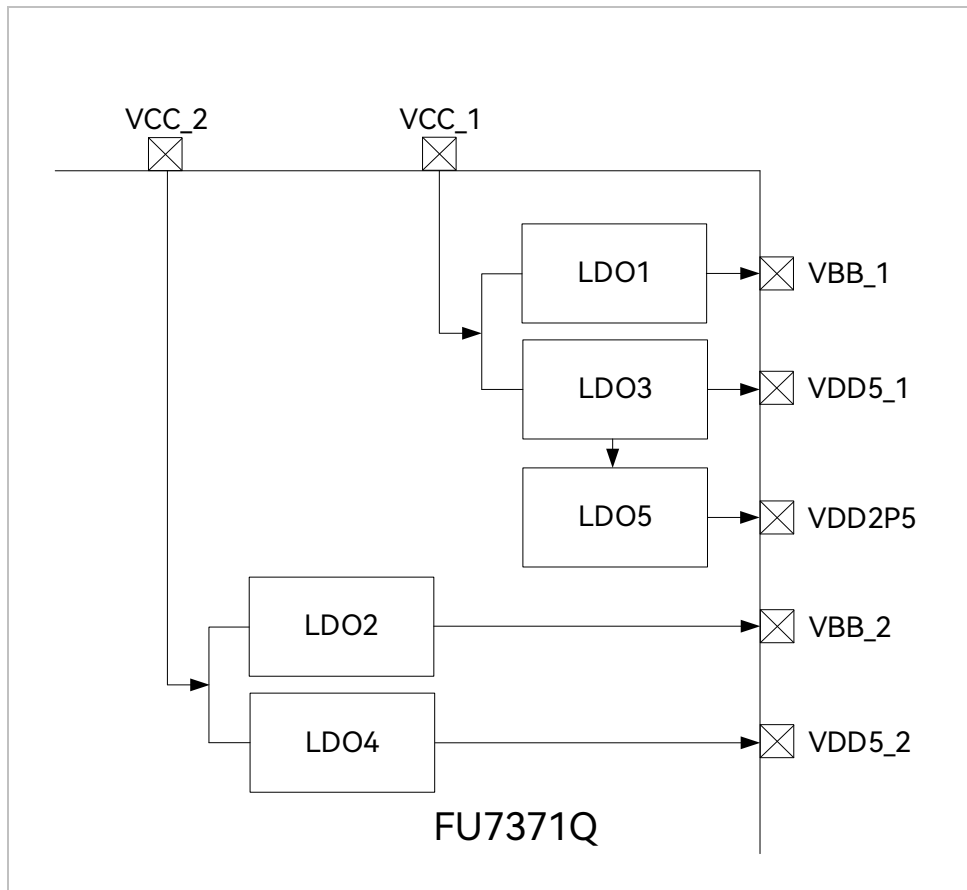 VCC_2
VCC_1
LDO1
VBB_1
LDO3
VDD5_1
LDO5
VDD2P5
LDO2
VBB_2
LDO4
VDD5_2
FU7371Q